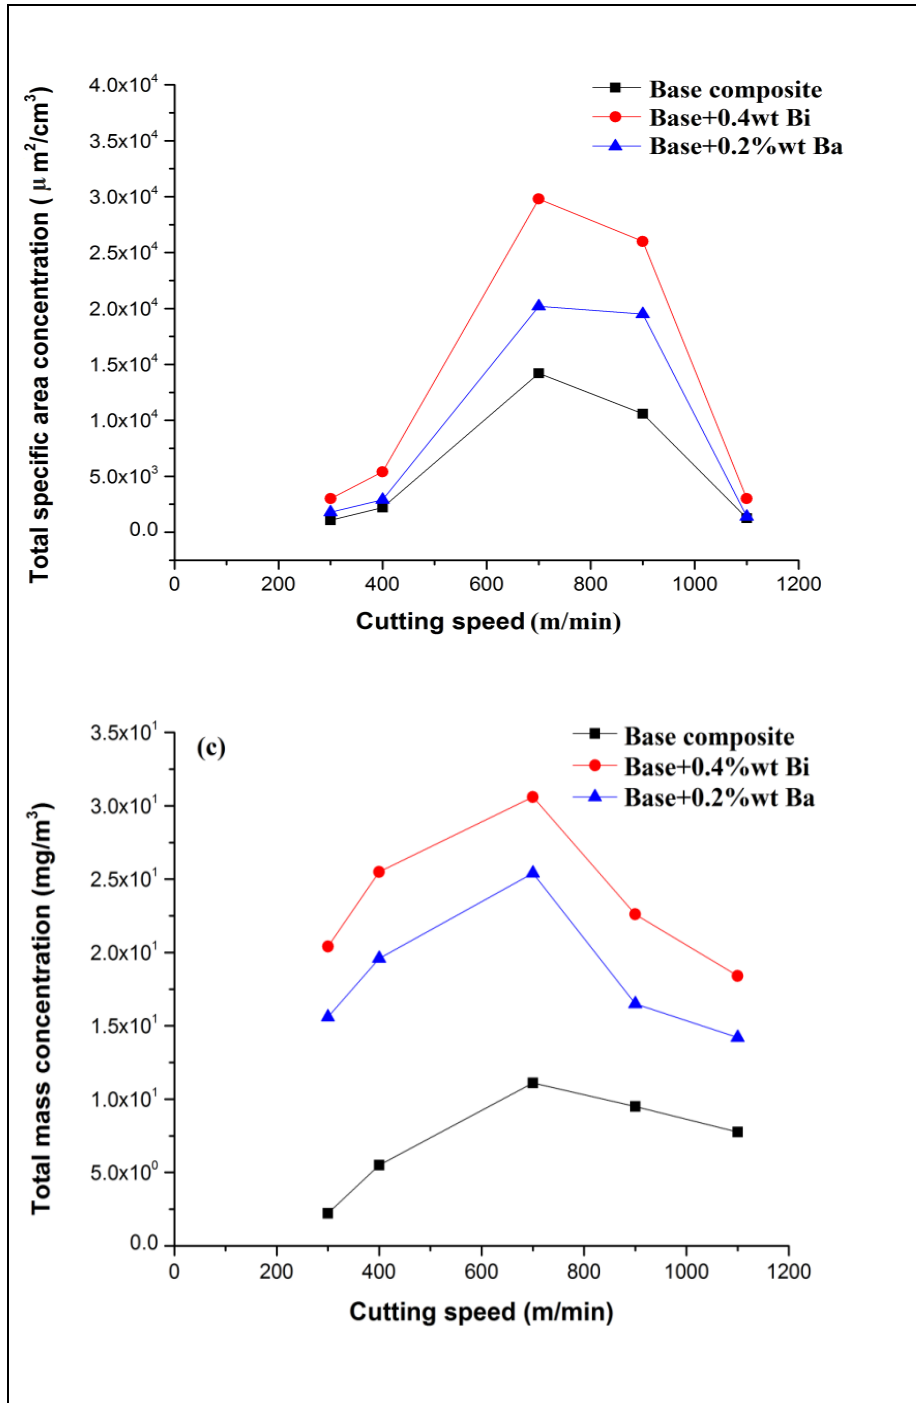 Total specific area concentration ( μ m²/cm³)
4.0x10⁴
3.5x10⁴
3.0x10⁴
2.5x10⁴
2.0x10⁴
1.5x10⁴
1.0x10⁴
5.0x10³
0.0
Base composite
Base+0.4wt Bi
Base+0.2%wt Ba
0 200 400 600 800 1000 1200
Cutting speed (m/min)
(c)
Total mass concentration (mg/m³)
3.5x10¹
3.0x10¹
2.5x10¹
2.0x10¹
1.5x10¹
1.0x10¹
5.0x10⁰
0.0
Base composite
Base+0.4%wt Bi
Base+0.2%wt Ba
0 200 400 600 800 1000 1200
Cutting speed (m/min)